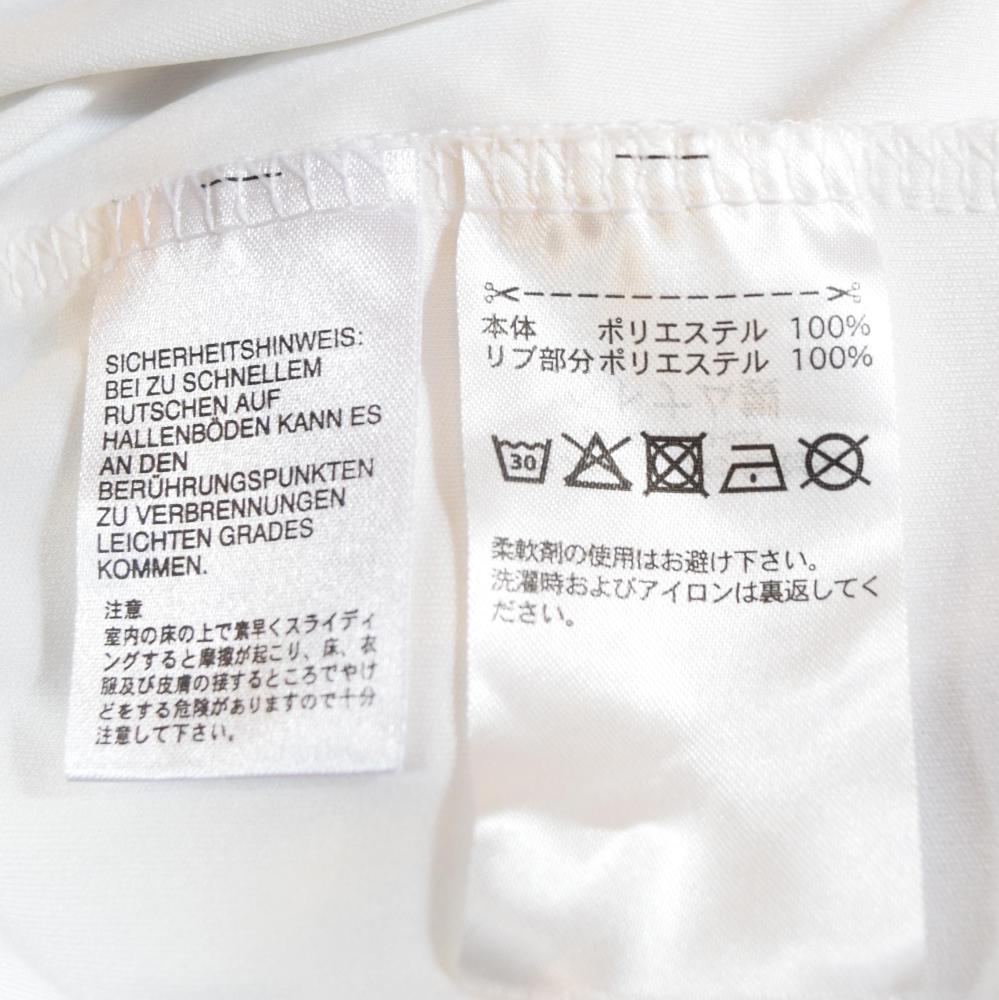 SICHERHEITSHINWEIS:
BEI ZU SCHNELLEM
RUTSCHEN AUF
HALLENBÖDEN KANN ES
AN DEN
BERÜHRUNGSPUNKTEN
ZU VERBRENNUNGEN
LEICHTEN GRADES
KOMMEN.
注意
室内の床の上で素早くスライディ
ングすると摩擦が起こり、床、衣
服及び皮膚の接するところでやけ
どをする危険がありますので十分
注意して下さい。
本体 ポリエステル 100%
リブ部分ポリエステル 100%
30
柔軟剤の使用はお避け下さい。
洗濯時およびアイロンは裏返してく
ださい。